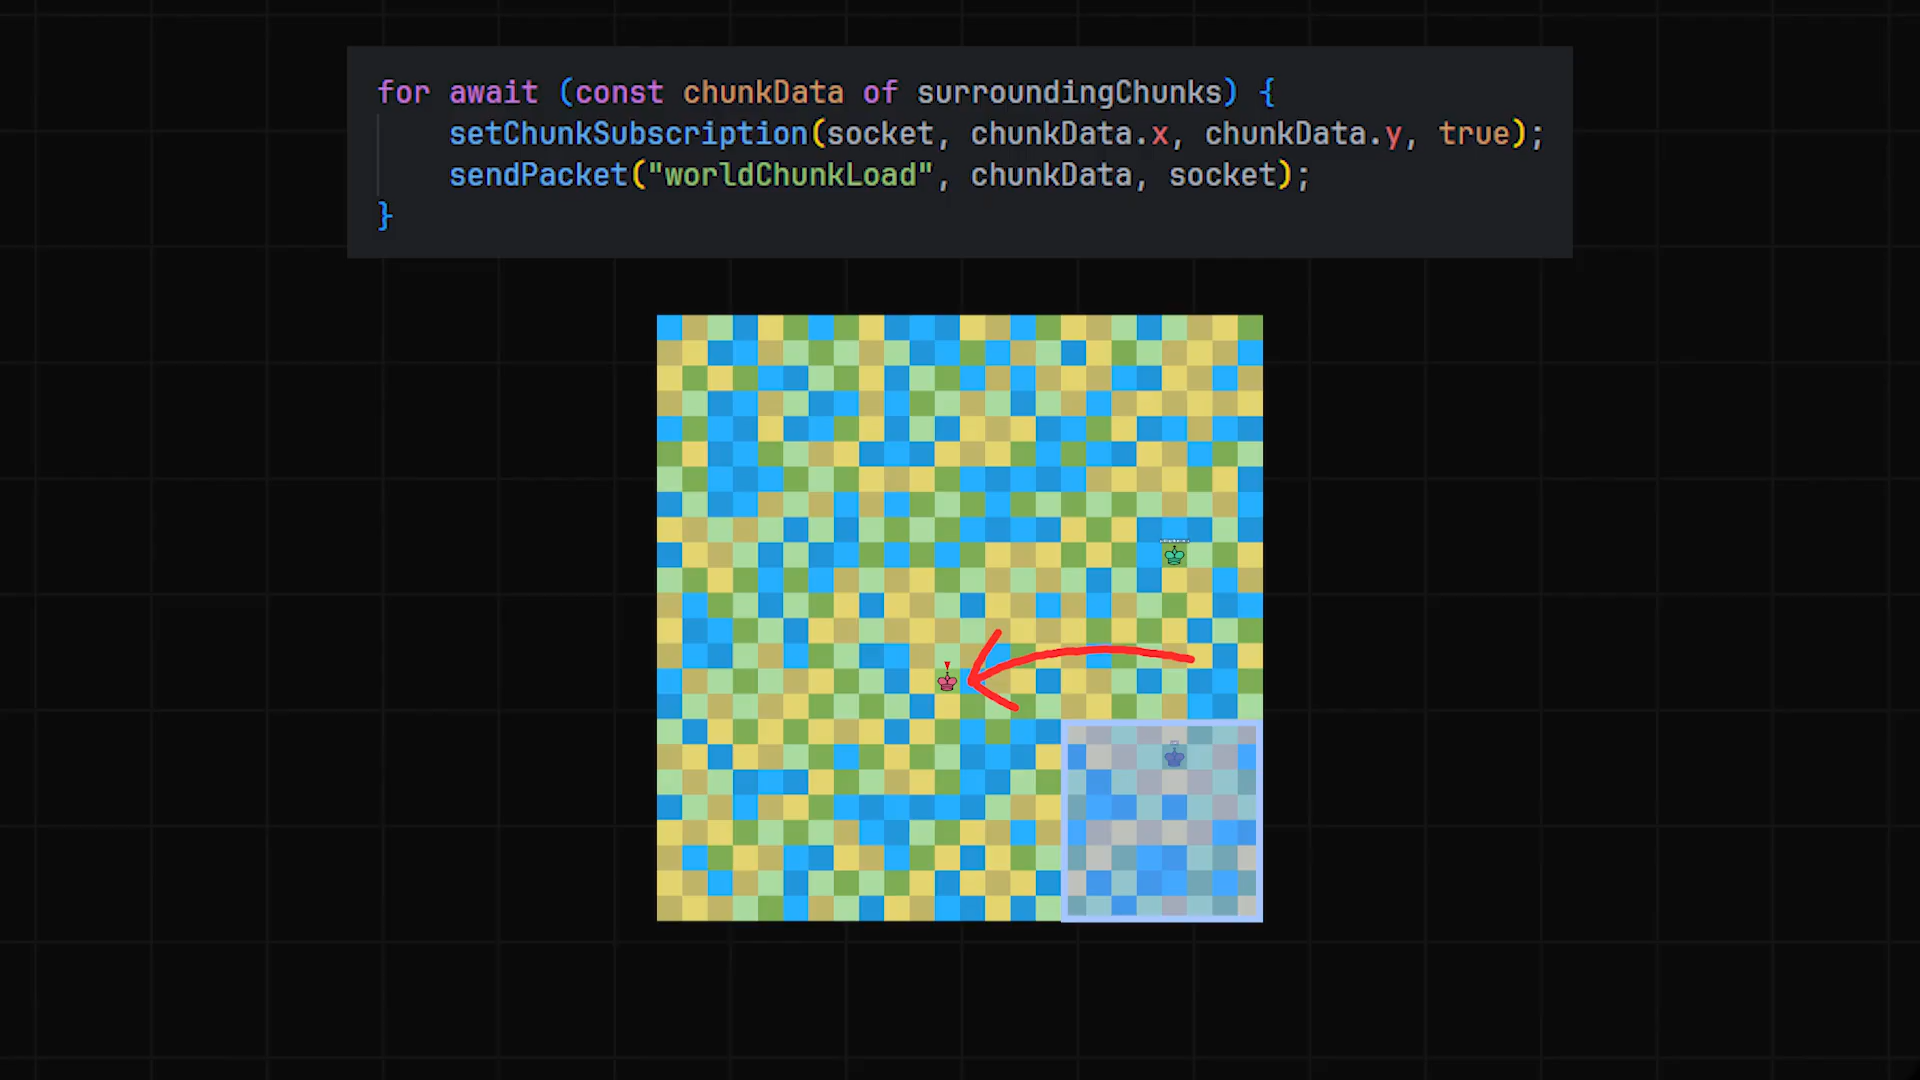 for await (const chunkData of surroundingChunks) {
setChunkSubscription(socket, chunkData.x, chunkData.y, true);
sendPacket("worldChunkLoad", chunkData, socket);
}